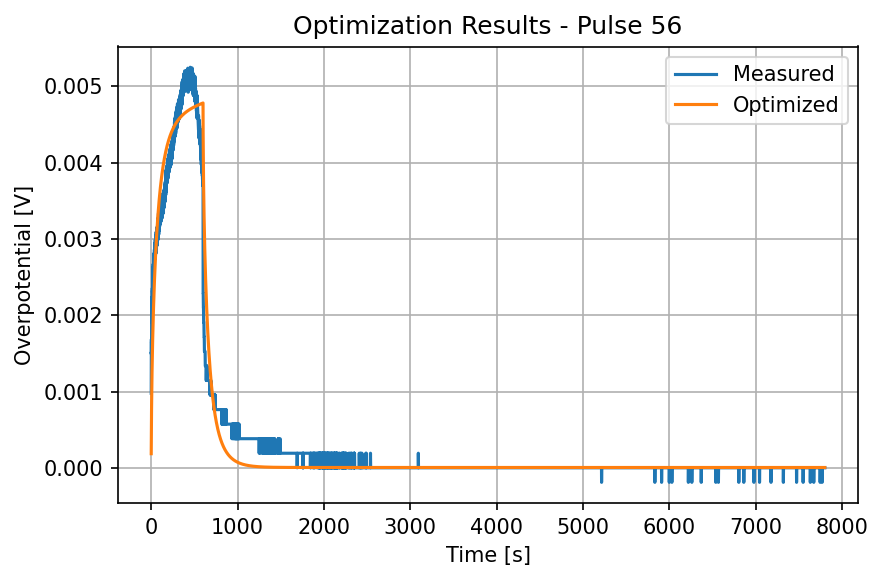 Optimization Results - Pulse 56
Measured
Optimized
Overpotential [V]
0.005
0.004
0.003
0.002
0.001
0.000
0 1000 2000 3000 4000 5000 6000 7000 8000
Time [s]